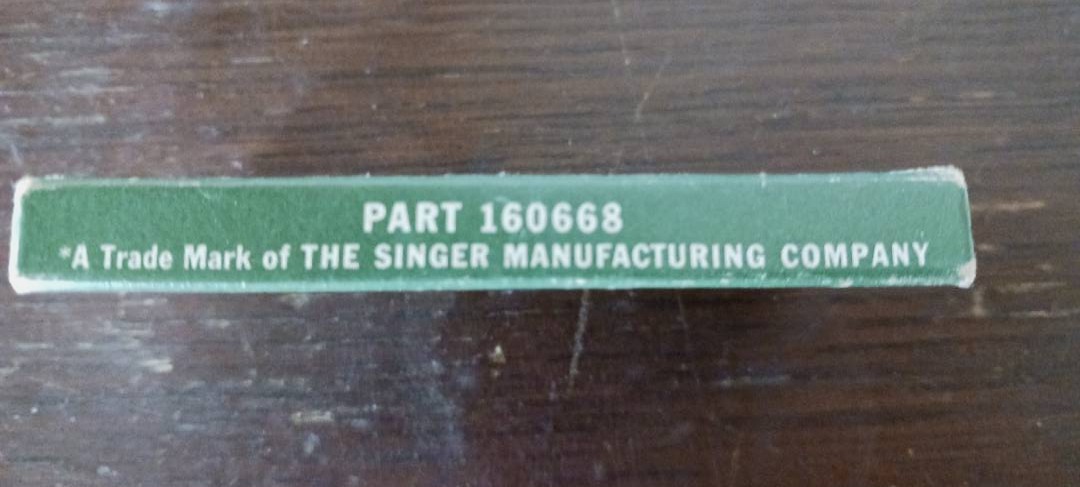 PART 160668
*A Trade Mark of THE SINGER MANUFACTURING COMPANY